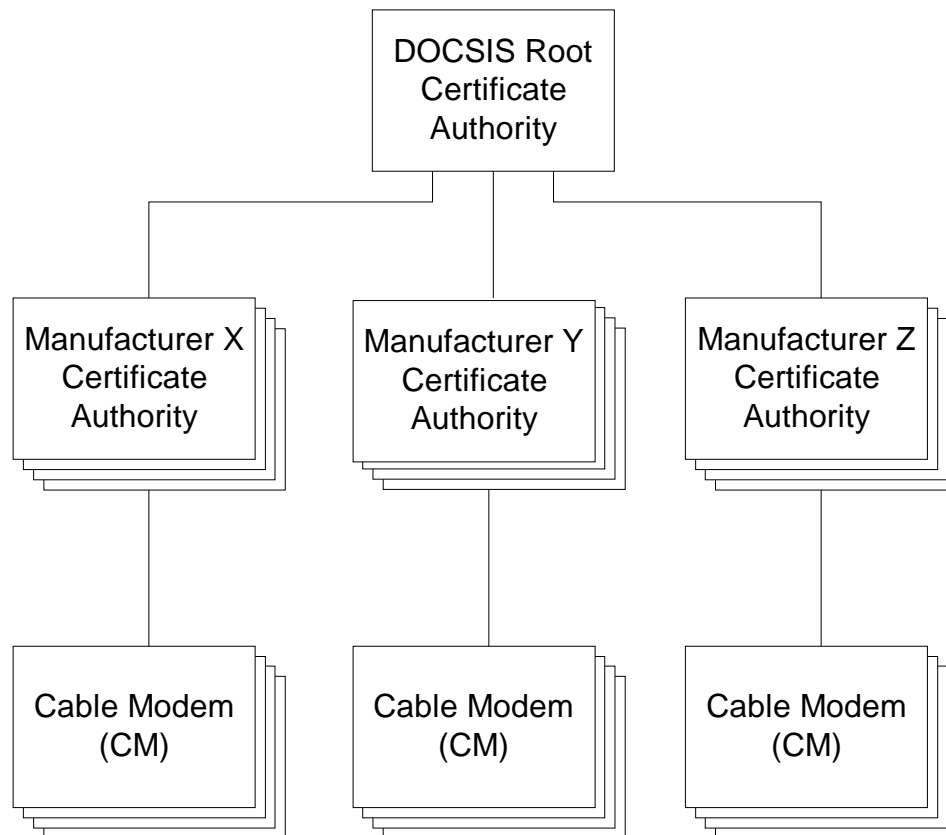 DOCSIS Root
Certificate
Authority
Manufacturer X
Certificate
Authority
Manufacturer Y
Certificate
Authority
Manufacturer Z
Certificate
Authority
Cable Modem
(CM)
Cable Modem
(CM)
Cable Modem
(CM)